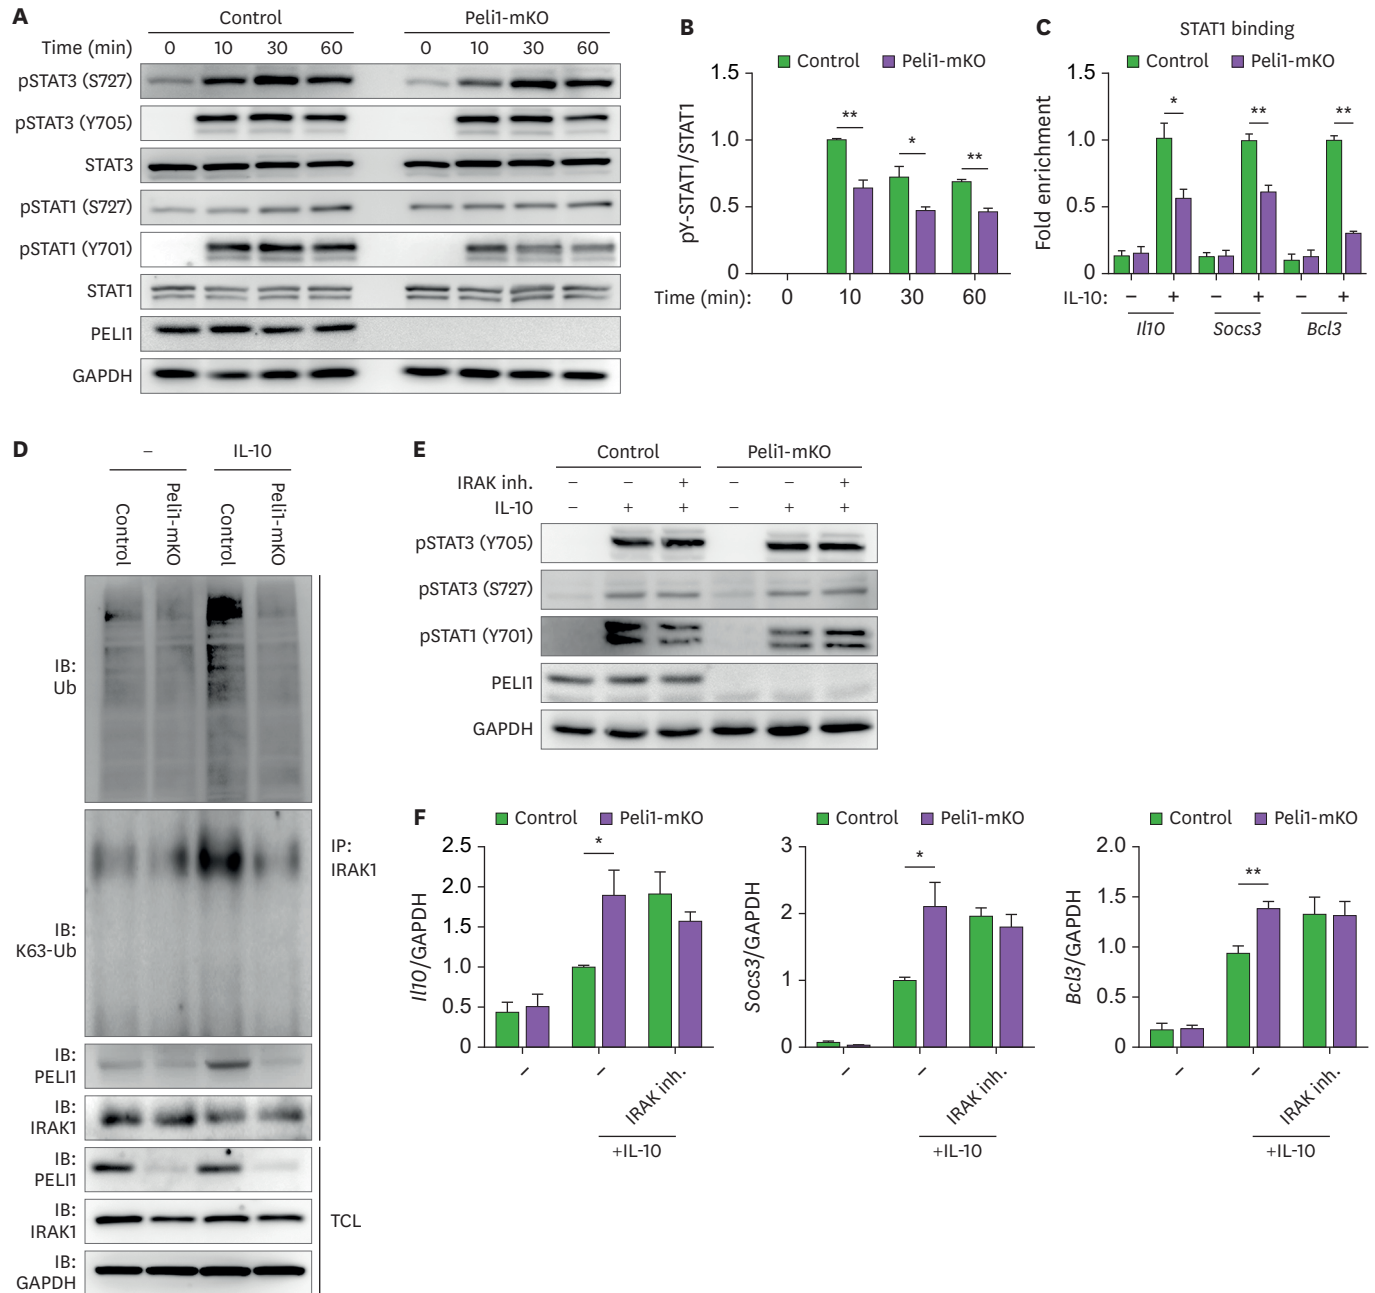 A
Control Peli1-mKO
Time (min) 0 10 30 60 0 10 30 60
pSTAT3 (S727)
pSTAT3 (Y705)
STAT3
pSTAT1 (S727)
pSTAT1 (Y701)
STAT1
PELI1
GAPDH
B
Control Peli1-mKO
pY-STAT1/STAT1
1.5
1.0
0.5
0
** * **
Time (min): 0 10 30 60
C
STAT1 binding
Control Peli1-mKO
Fold enrichment
1.5
1.0
0.5
0
* ** **
IL-10: – + – + – +
Il10 Socs3 Bcl3
D
– IL-10
Control Peli1-mKO Control Peli1-mKO
IB:
Ub
IB:
K63-Ub
IB:
PELI1
IB:
IRAK1
IP:
IRAK1
IB:
PELI1
IB:
IRAK1
IB:
GAPDH
TCL
E
Control Peli1-mKO
IRAK inh. – – + – – +
IL-10 – + + – + +
pSTAT3 (Y705)
pSTAT3 (S727)
pSTAT1 (Y701)
PELI1
GAPDH
F
Control Peli1-mKO
Il10/GAPDH
2.5
2.0
1.5
1.0
0.5
0
*
– – IRAK inh.
+IL-10
Control Peli1-mKO
Socs3/GAPDH
3
2
1
0
*
– – IRAK inh.
+IL-10
Control Peli1-mKO
Bcl3/GAPDH
2.0
1.5
1.0
0.5
0
**
– – IRAK inh.
+IL-10